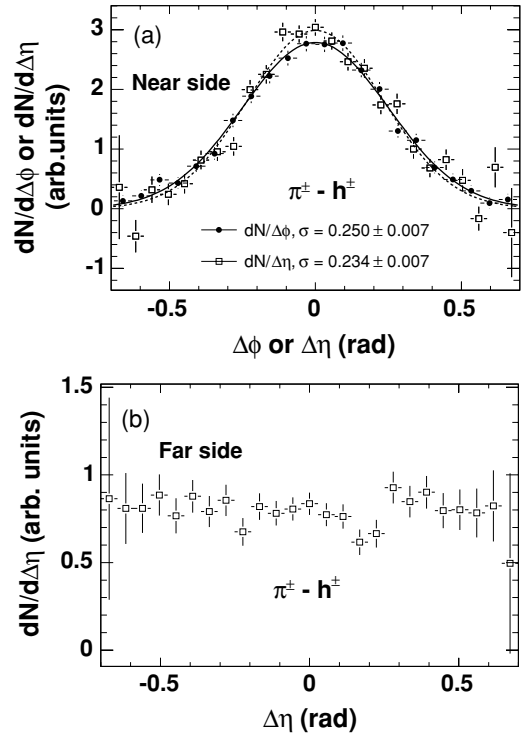 (a)
Near side
π± - h±
dN/Δϕ, σ = 0.250 ± 0.007
dN/Δη, σ = 0.234 ± 0.007
dN/dΔϕ or dN/dΔη
(arb.units)
3
2
1
0
-1
-0.5
0
0.5
Δϕ or Δη (rad)
(b)
Far side
π± - h±
dN/dΔη (arb. units)
1.5
1
0.5
0
-0.5
0
0.5
Δη (rad)